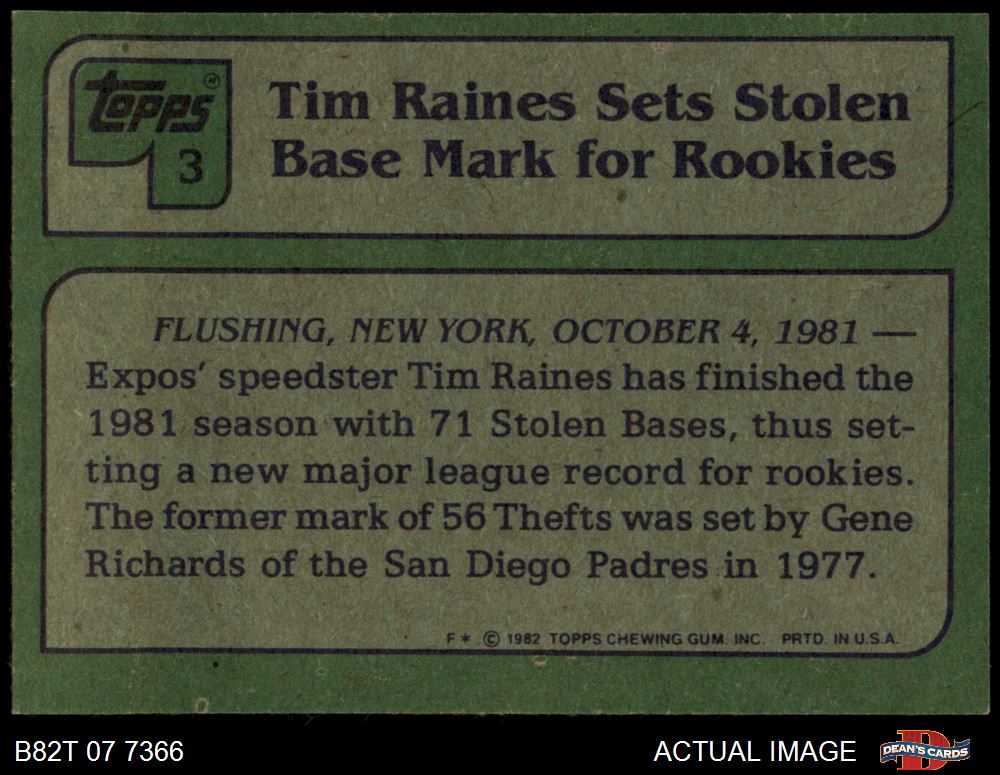 Topps ®
3
Tim Raines Sets Stolen
Base Mark for Rookies
FLUSHING, NEW YORK, OCTOBER 4, 1981 —
Expos' speedster Tim Raines has finished the
1981 season with 71 Stolen Bases, thus set-
ting a new major league record for rookies.
The former mark of 56 Thefts was set by Gene
Richards of the San Diego Padres in 1977.
F* © 1982 TOPPS CHEWING GUM. INC. PRTD. IN U.S.A.
B82T 07 7366
ACTUAL IMAGE
D
DEAN'S CARDS